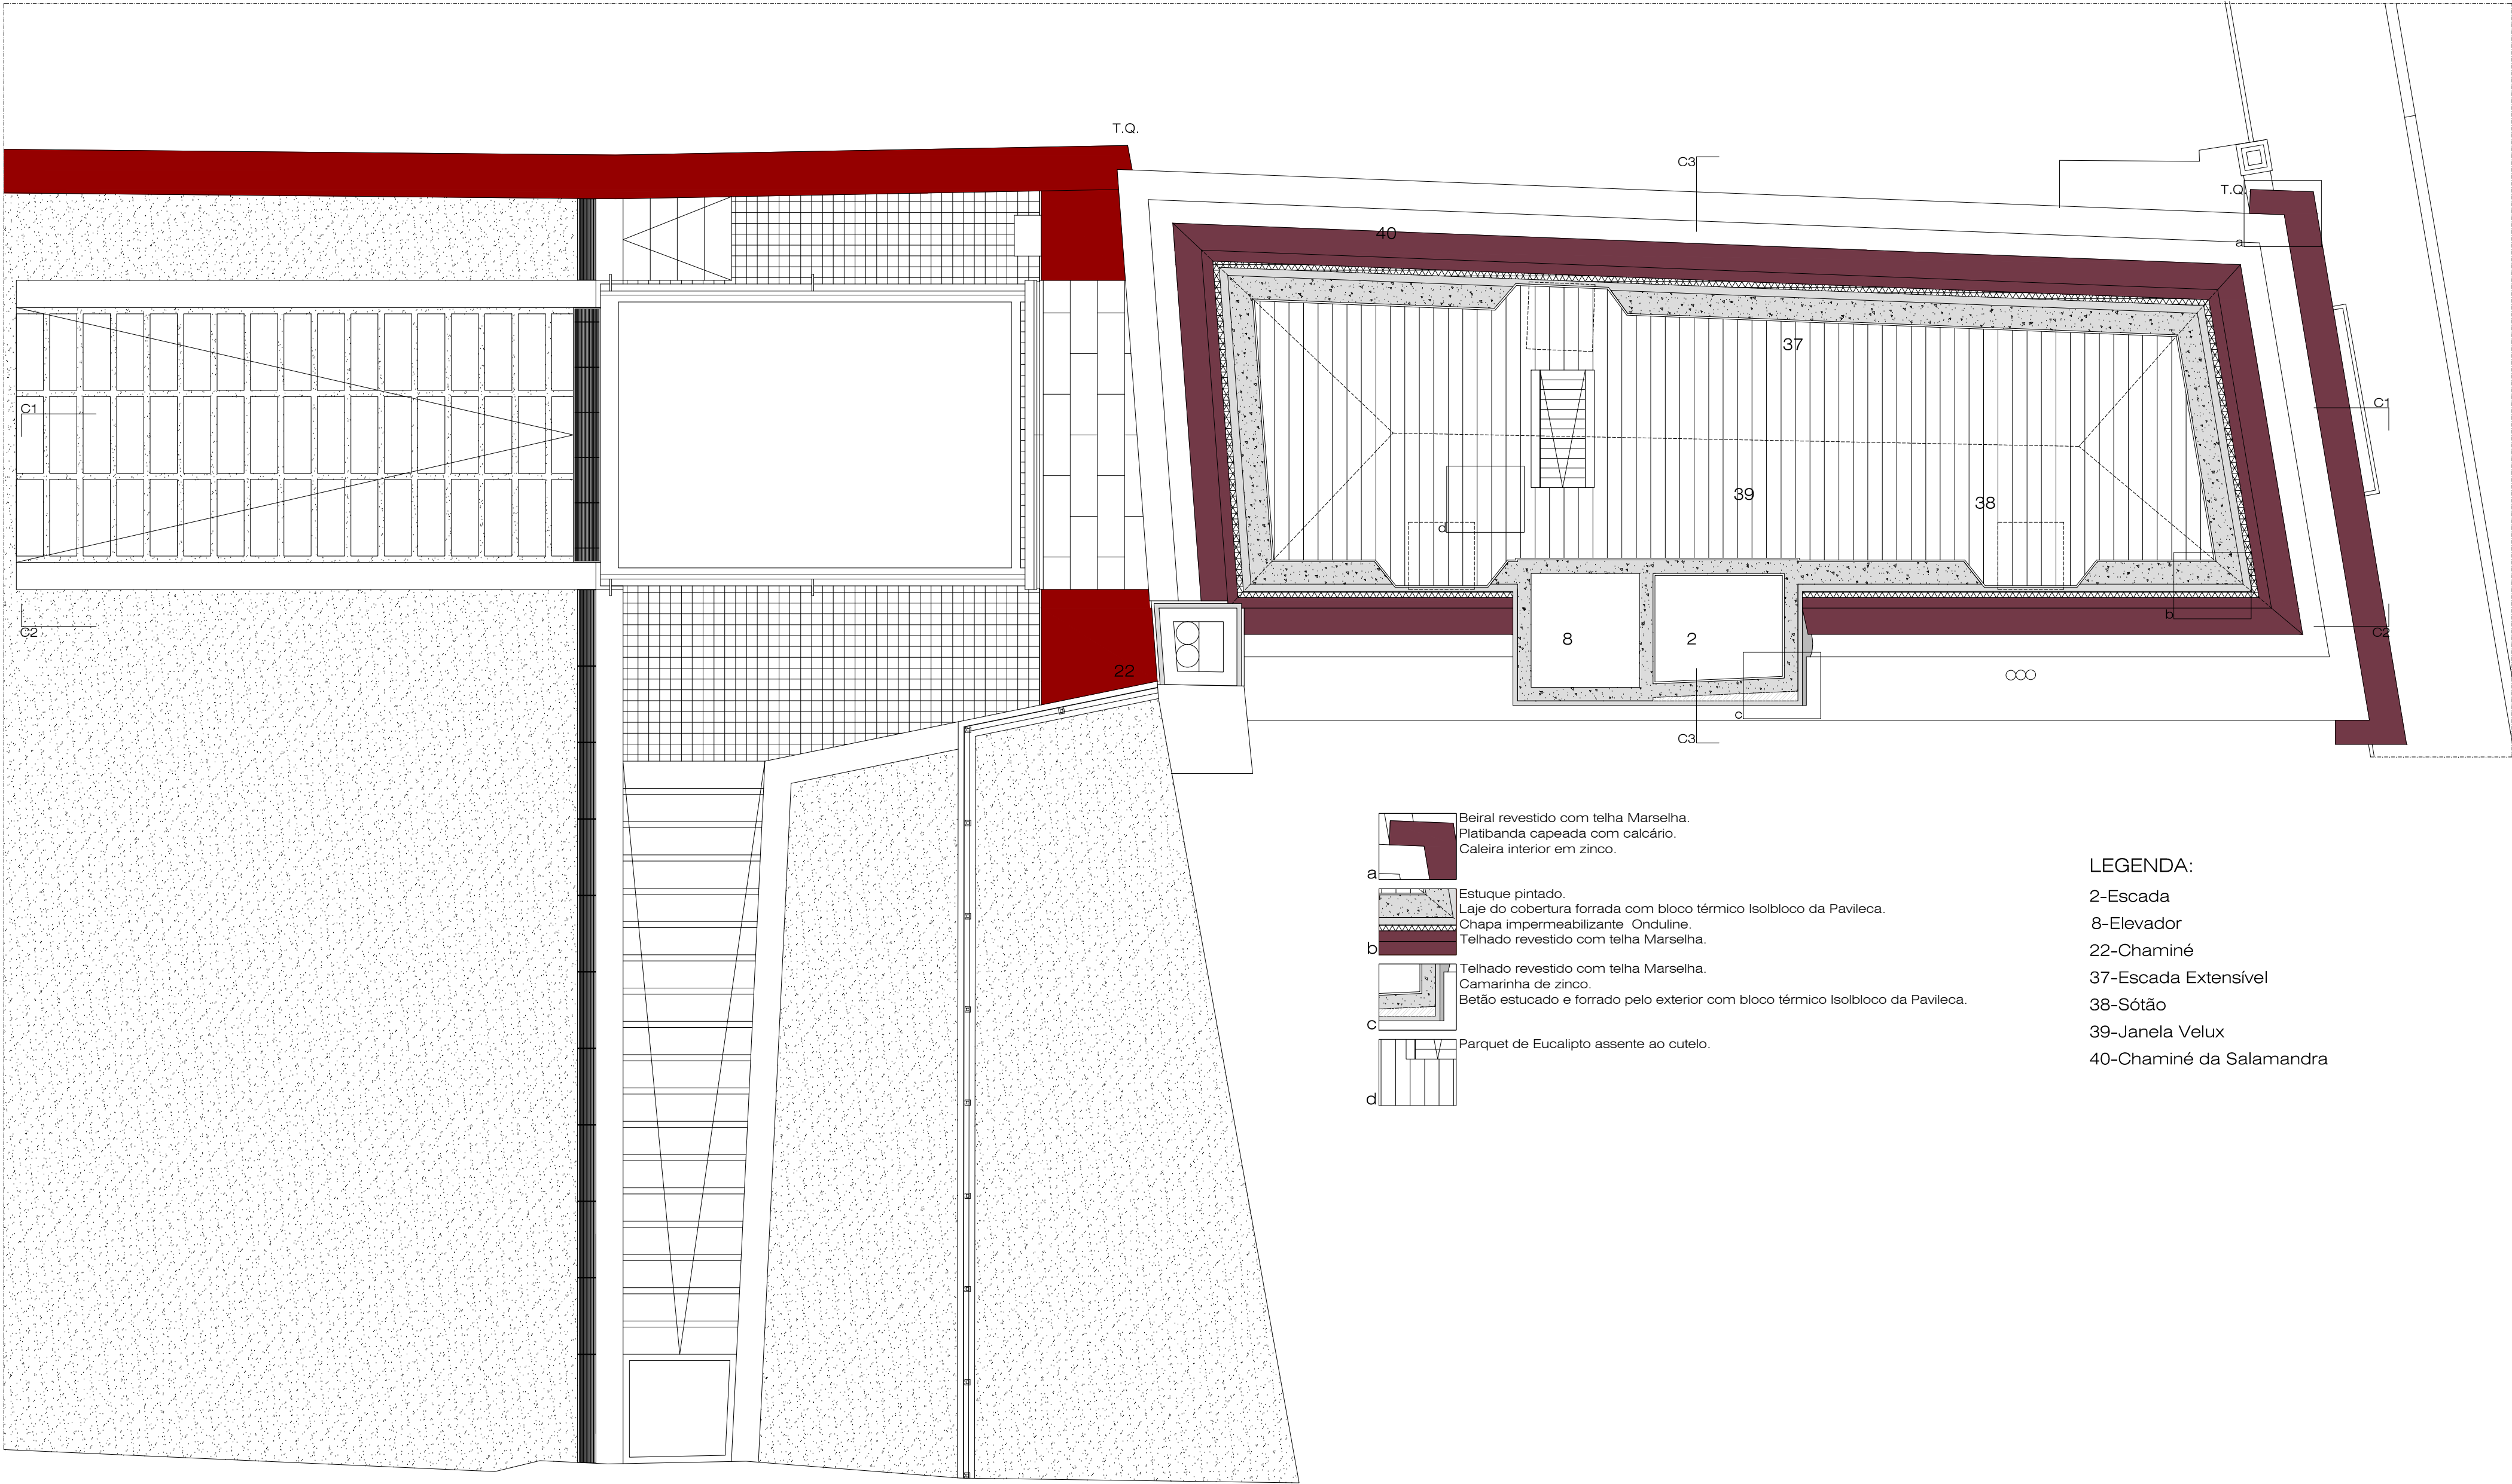 T.Q.
C3
T.Q.
40
a
37
C1
C1
39
38
d
b
C2
C2
8
2
22
c
C3
Beiral revestido com telha Marselha.
Platibanda capeada com calcário.
Caleira interior em zinco.
a
Estuque pintado.
Laje do cobertura forrada com bloco térmico Isolbloco da Pavileca.
Chapa impermeabilizante Onduline.
Telhado revestido com telha Marselha.
b
Telhado revestido com telha Marselha.
Camarinha de zinco.
Betão estucado e forrado pelo exterior com bloco térmico Isolbloco da Pavileca.
c
Parquet de Eucalipto assente ao cutelo.
d
LEGENDA:
2-Escada
8-Elevador
22-Chaminé
37-Escada Extensível
38-Sótão
39-Janela Velux
40-Chaminé da Salamandra